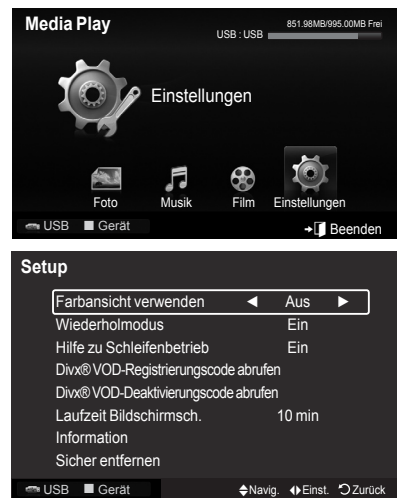 Media Play
851.98MB/995.00MB Frei
USB : USB
Einstellungen
Foto Musik Film Einstellungen
USB Gerät Beenden
Setup
Farbansicht verwenden Aus
Wiederholmodus Ein
Hilfe zu Schleifenbetrieb Ein
Divx® VOD-Registrierungscode abrufen
Divx® VOD-Deaktivierungscode abrufen
Laufzeit Bildschirmsch. 10 min
Information
Sicher entfernen
USB Gerät Navig. Einst. Zurück